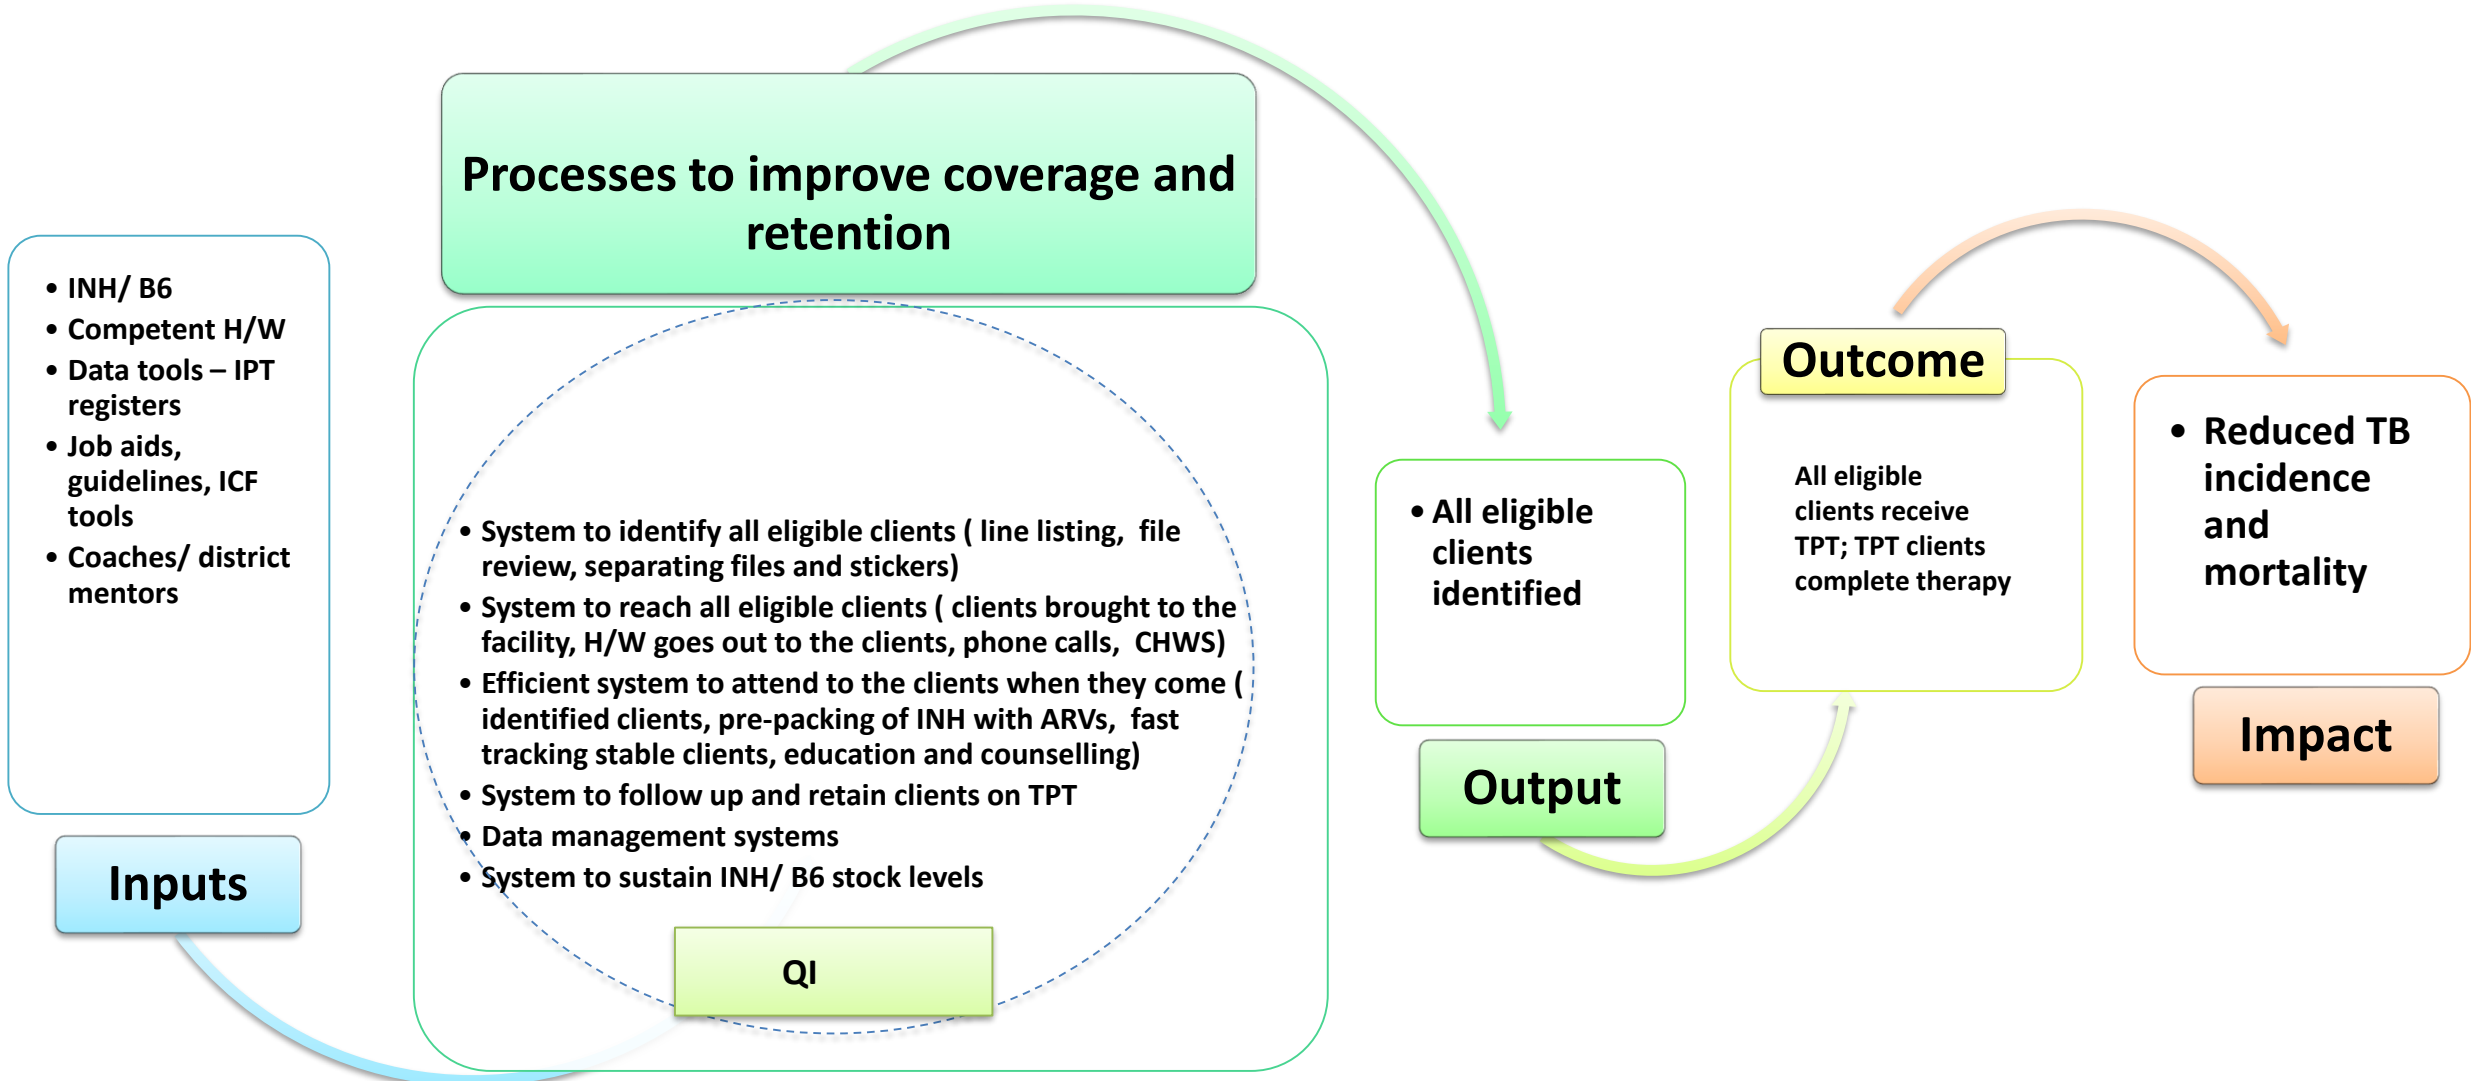 • INH/ B6
• Competent H/W
• Data tools – IPT
registers
• Job aids,
guidelines, ICF
tools
• Coaches/ district
mentors
Inputs
Processes to improve coverage and
retention
• System to identify all eligible clients ( line listing, file
review, separating files and stickers)
• System to reach all eligible clients ( clients brought to the
facility, H/W goes out to the clients, phone calls, CHWS)
• Efficient system to attend to the clients when they come (
identified clients, pre-packing of INH with ARVs, fast
tracking stable clients, education and counselling)
• System to follow up and retain clients on TPT
• Data management systems
• System to sustain INH/ B6 stock levels
QI
• All eligible
clients
identified
Output
Outcome
All eligible
clients receive
TPT; TPT clients
complete therapy
• Reduced TB
incidence
and
mortality
Impact